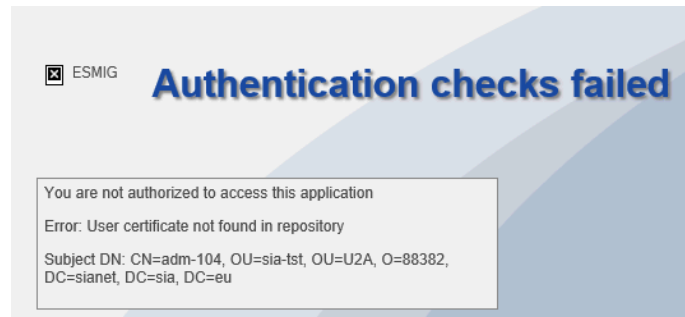 ESMIG
Authentication checks failed
You are not authorized to access this application
Error: User certificate not found in repository
Subject DN: CN=adm-104, OU=sia-tst, OU=U2A, O=88382,
DC=sianet, DC=sia, DC=eu